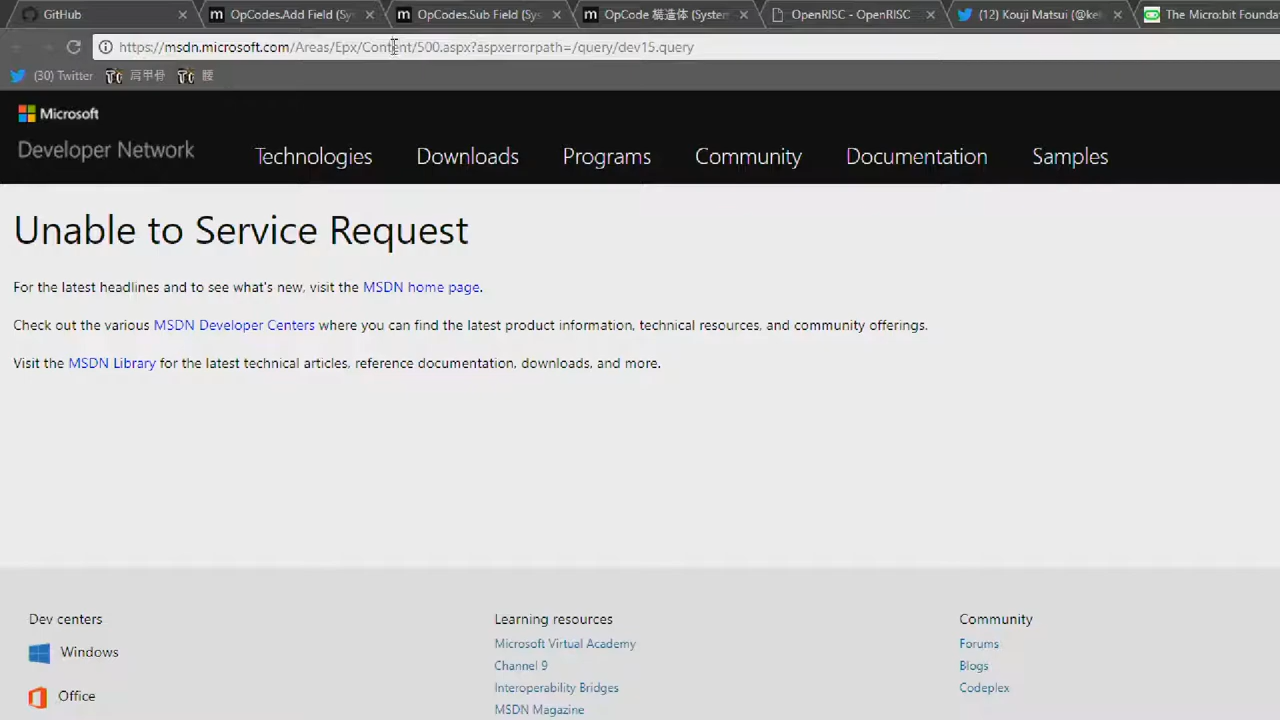 GitHub
OpCodes.Add Field (Sy
OpCodes.Sub Field (Sys
OpCode 構造体 (System
OpenRISC - OpenRISC
(12) Kouji Matsui (@ke
The Micro:bit Founda
https://msdn.microsoft.com/Areas/Epx/Content/500.aspx?aspxerrorpath=/query/dev15.query
(30) Twitter
肩甲骨
腰
Microsoft
Developer Network
Technologies
Downloads
Programs
Community
Documentation
Samples
Unable to Service Request
For the latest headlines and to see what's new, visit the MSDN home page.
Check out the various MSDN Developer Centers where you can find the latest product information, technical resources, and community offerings.
Visit the MSDN Library for the latest technical articles, reference documentation, downloads, and more.
Dev centers
Windows
Office
Learning resources
Microsoft Virtual Academy
Channel 9
Interoperability Bridges
MSDN Magazine
Community
Forums
Blogs
Codeplex